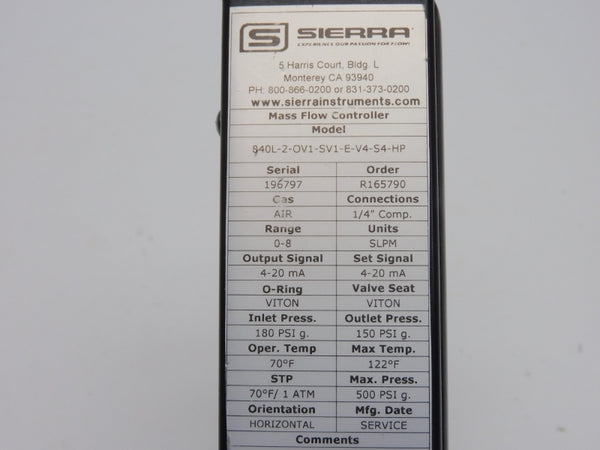 S SIERRA
EXPERIENCE OUR PASSION FOR FLOW!
5 Harris Court, Bldg. L
Monterey CA 93940
PH: 800-866-0200 or 831-373-0200
www.sierrainstruments.com
Mass Flow Controller
Model
840L-2-OV1-SV1-E-V4-S4-HP
Serial Order
196797 R165790
Gas Connections
AIR 1/4" Comp.
Range Units
0-8 SLPM
Output Signal Set Signal
4-20 mA 4-20 mA
O-Ring Valve Seat
VITON VITON
Inlet Press. Outlet Press.
180 PSI g. 150 PSI g.
Oper. Temp Max Temp.
70°F 122°F
STP Max. Press.
70°F/ 1 ATM 500 PSI g.
Orientation Mfg. Date
HORIZONTAL SERVICE
Comments